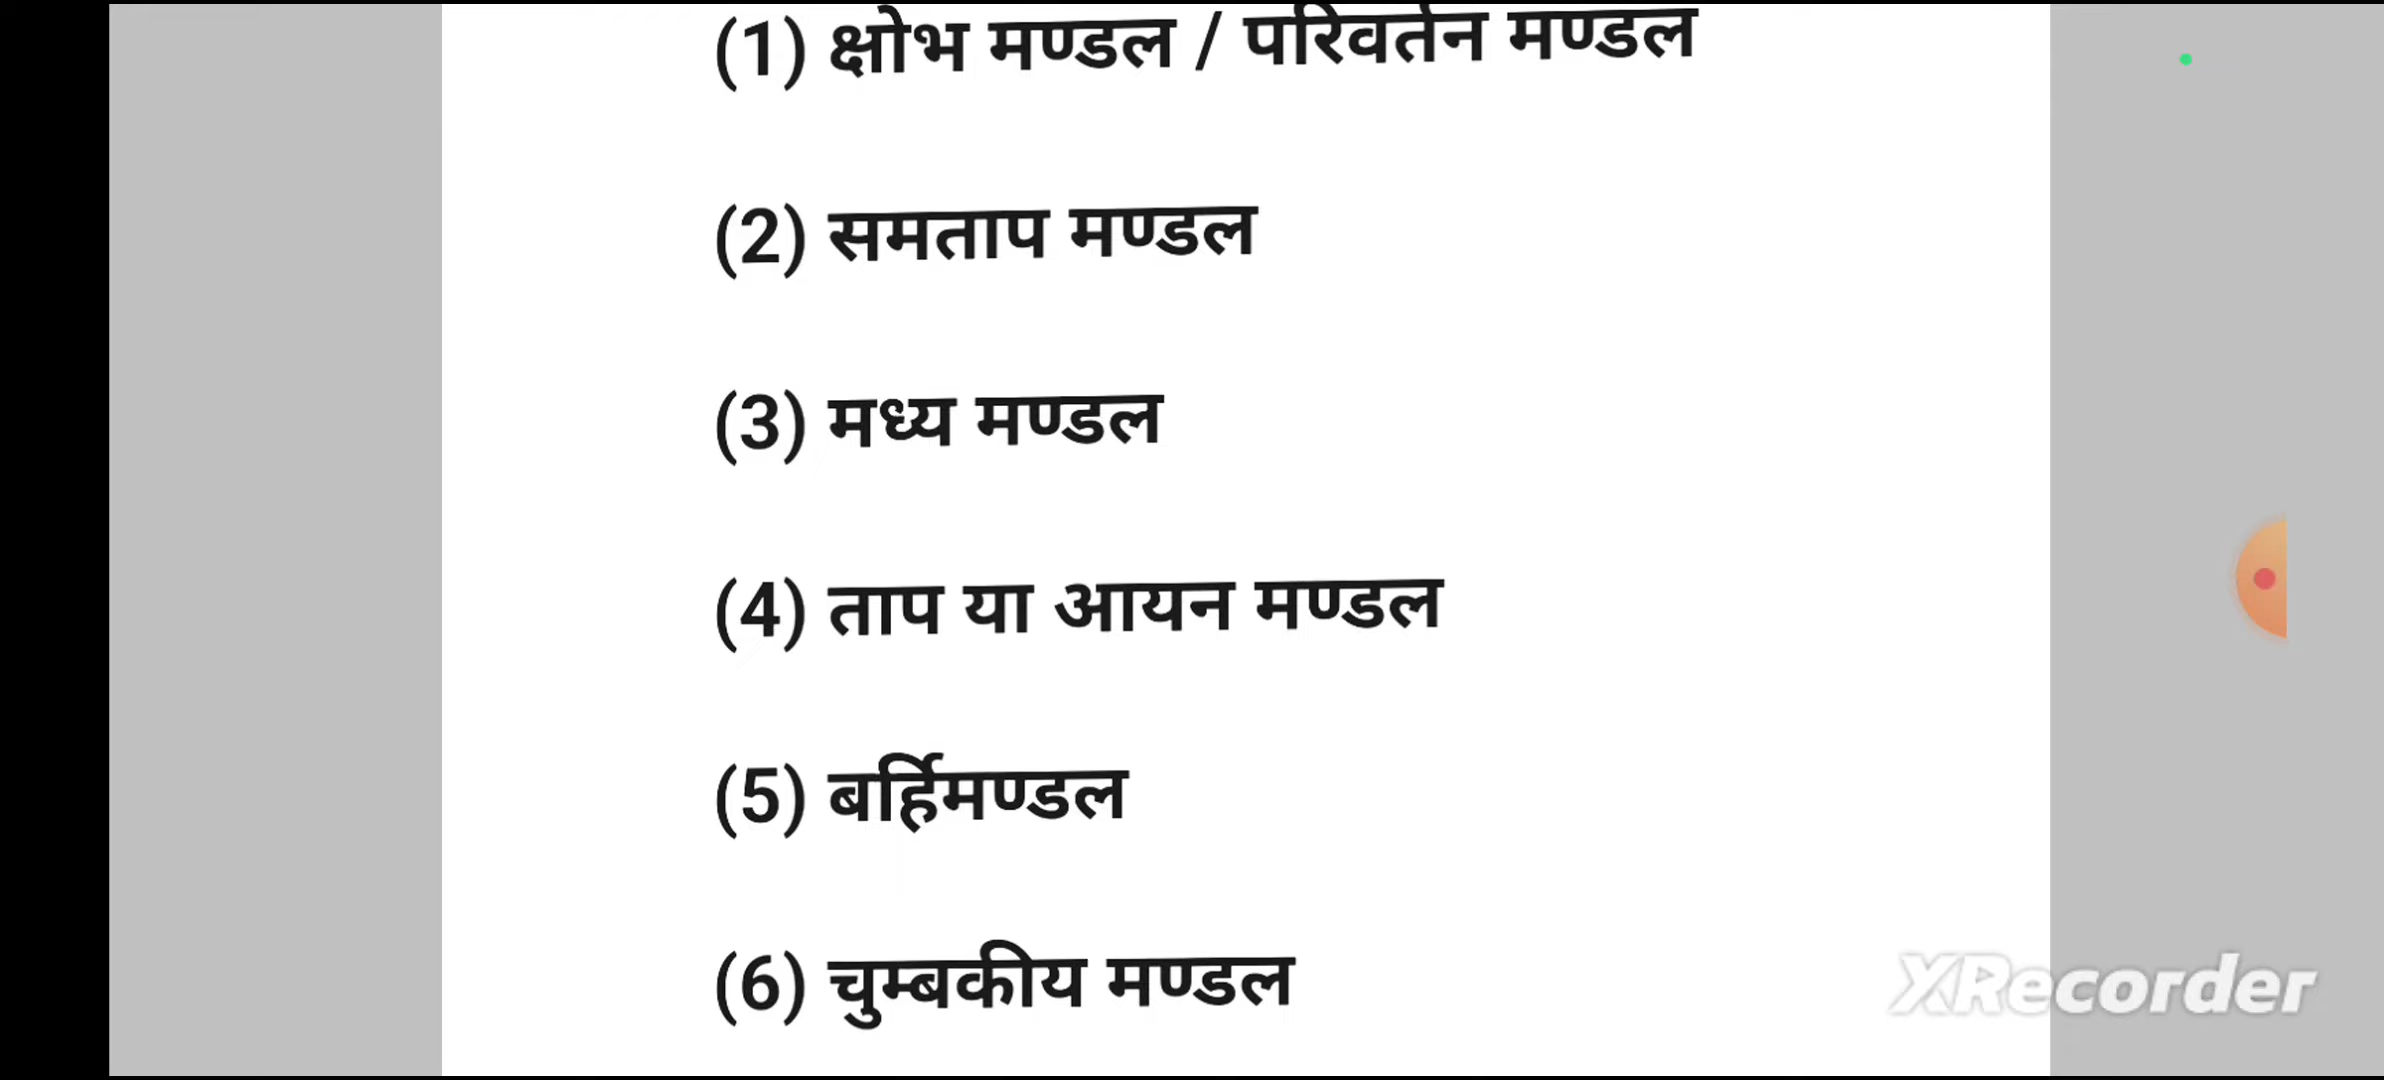 (1) क्षोभ मण्डल / परिवर्तन मण्डल
(2) समताप मण्डल
(3) मध्य मण्डल
(4) ताप या आयन मण्डल
(5) बर्हिमण्डल
(6) चुम्बकीय मण्डल
XRecorder